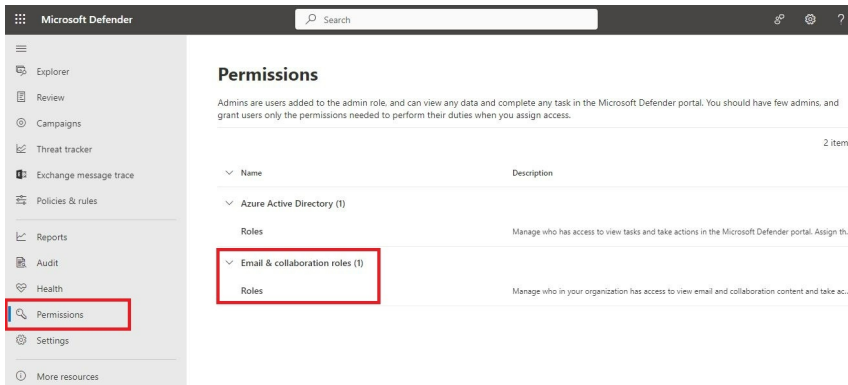 Microsoft Defender
Search
?
Explorer
Review
Campaigns
Threat tracker
Exchange message trace
Policies & rules
Reports
Audit
Health
Permissions
Settings
More resources
Permissions
Admins are users added to the admin role, and can view any data and complete any task in the Microsoft Defender portal. You should have few admins, and
grant users only the permissions needed to perform their duties when you assign access.
2 item
Name Description
Azure Active Directory (1)
Roles Manage who has access to view tasks and take actions in the Microsoft Defender portal. Assign th...
Email & collaboration roles (1)
Roles Manage who in your organization has access to view email and collaboration content and take ac...